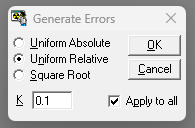 Generate Errors
Uniform Absolute
Uniform Relative
Square Root
OK
Cancel
K 0.1
Apply to all